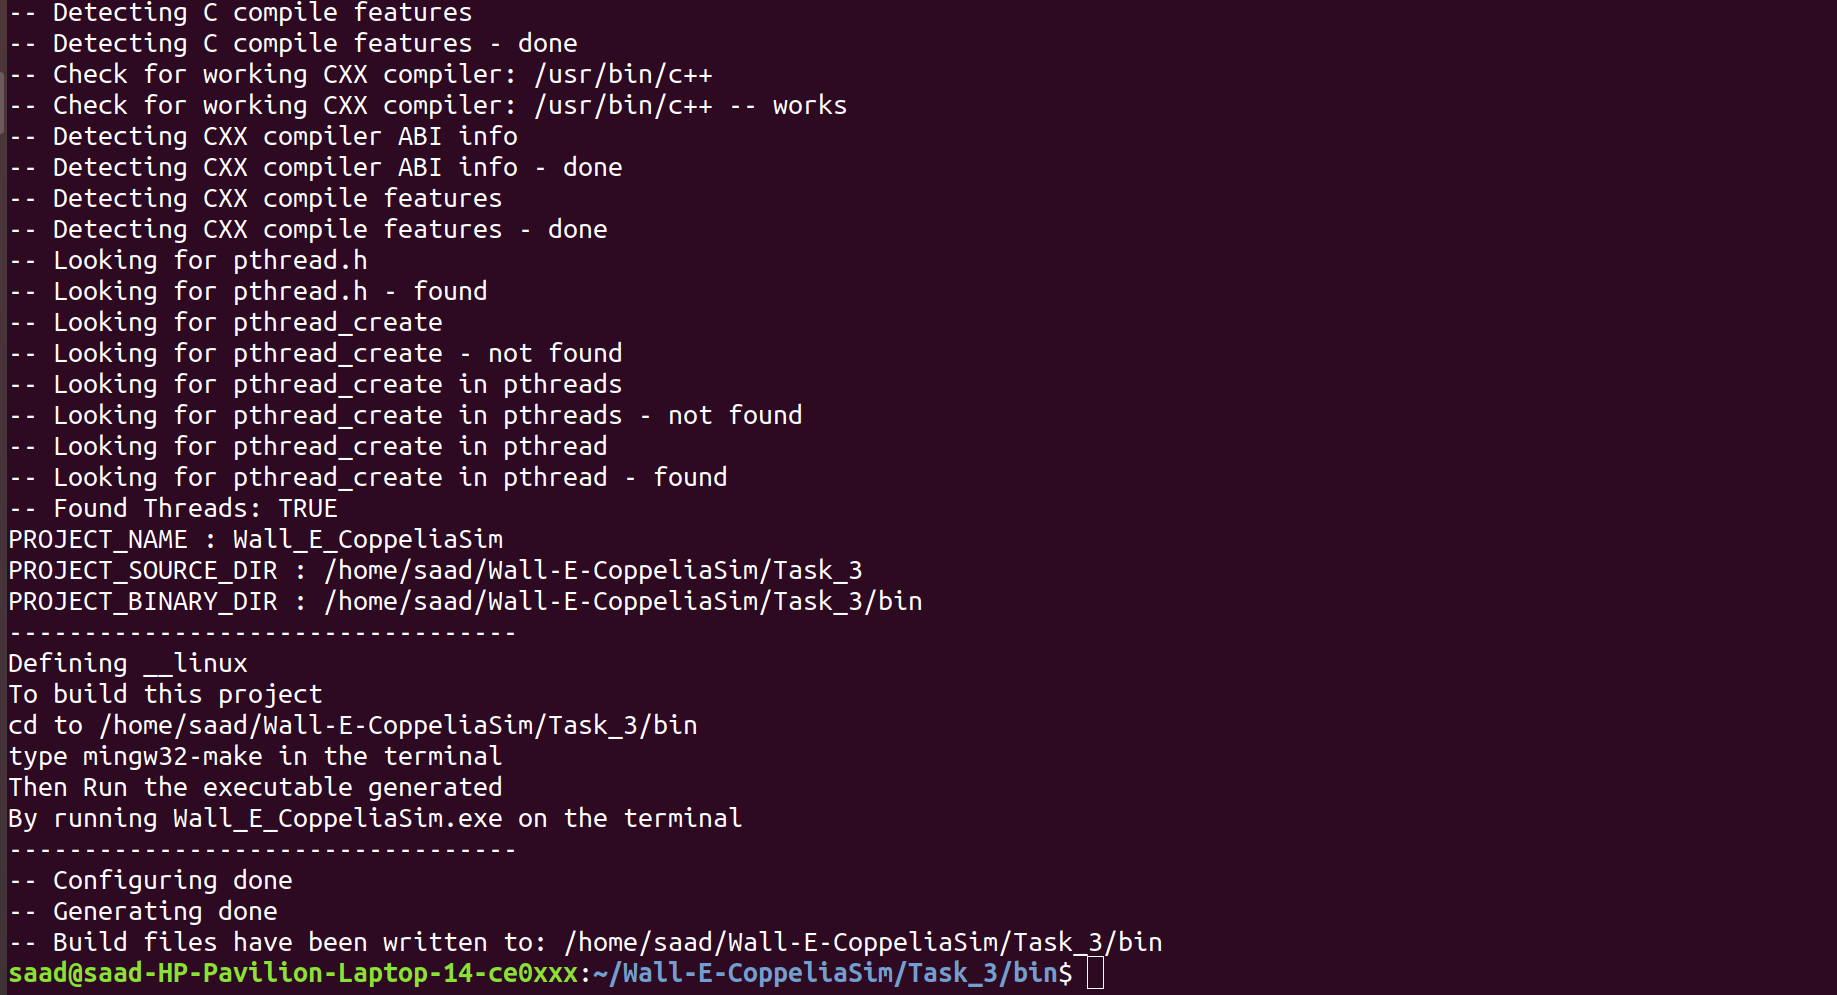 -- Detecting C compile features
-- Detecting C compile features - done
-- Check for working CXX compiler: /usr/bin/c++
-- Check for working CXX compiler: /usr/bin/c++ -- works
-- Detecting CXX compiler ABI info
-- Detecting CXX compiler ABI info - done
-- Detecting CXX compile features
-- Detecting CXX compile features - done
-- Looking for pthread.h
-- Looking for pthread.h - found
-- Looking for pthread_create
-- Looking for pthread_create - not found
-- Looking for pthread_create in pthreads
-- Looking for pthread_create in pthreads - not found
-- Looking for pthread_create in pthread
-- Looking for pthread_create in pthread - found
-- Found Threads: TRUE
PROJECT_NAME : Wall_E_CoppeliaSim
PROJECT_SOURCE_DIR : /home/saad/Wall-E-CoppeliaSim/Task_3
PROJECT_BINARY_DIR : /home/saad/Wall-E-CoppeliaSim/Task_3/bin
----------------------------------
Defining __linux
To build this project
cd to /home/saad/Wall-E-CoppeliaSim/Task_3/bin
type mingw32-make in the terminal
Then Run the executable generated
By running Wall_E_CoppeliaSim.exe on the terminal
----------------------------------
-- Configuring done
-- Generating done
-- Build files have been written to: /home/saad/Wall-E-CoppeliaSim/Task_3/bin
saad@saad-HP-Pavilion-Laptop-14-ce0xxx:~/Wall-E-CoppeliaSim/Task_3/bin$